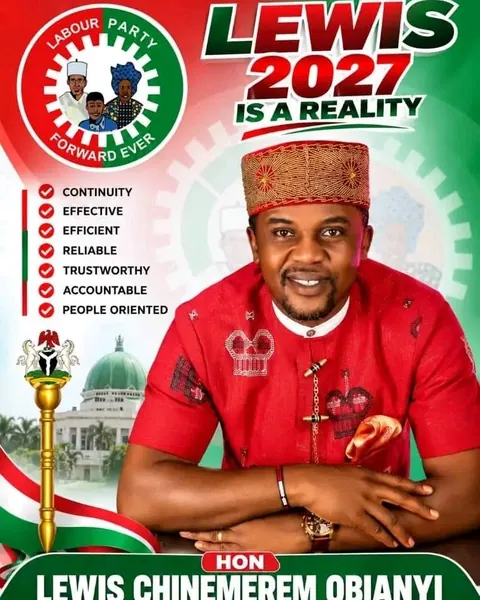 LABOUR PARTY
FORWARD EVER
LEWIS
2027
IS A REALITY
CONTINUITY
EFFECTIVE
EFFICIENT
RELIABLE
TRUSTWORTHY
ACCOUNTABLE
PEOPLE ORIENTED
HON
LEWIS CHINEMEREM OBIANYI